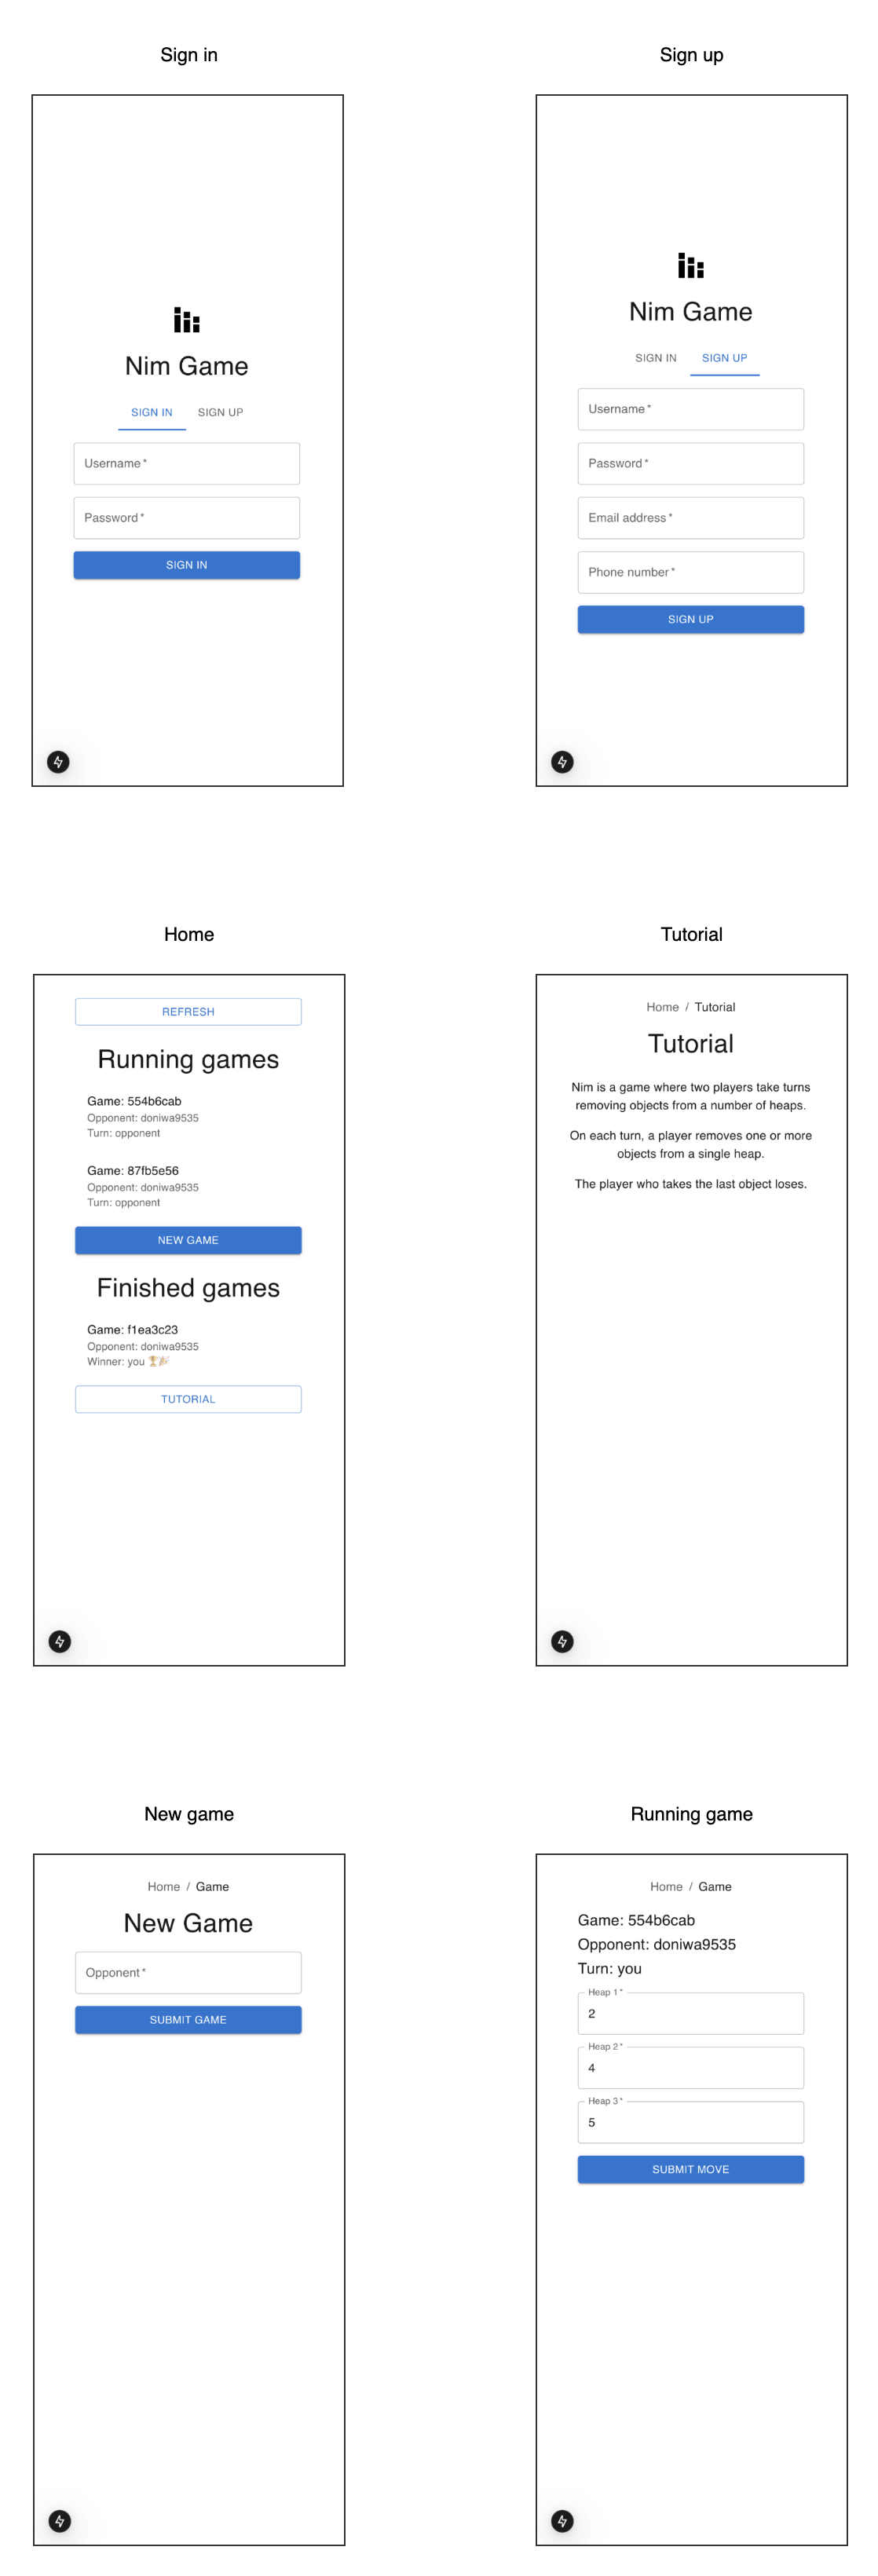 Sign in
Nim Game
SIGN IN SIGN UP
Username *
Password *
SIGN IN
Sign up
Nim Game
SIGN IN SIGN UP
Username *
Password *
Email address *
Phone number *
SIGN UP
Home
REFRESH
Running games
Game: 554b6cab
Opponent: doniwa9535
Turn: opponent
Game: 87fb5e56
Opponent: doniwa9535
Turn: opponent
NEW GAME
Finished games
Game: f1ea3c23
Opponent: doniwa9535
Winner: you 🏆🎉
TUTORIAL
Tutorial
Home / Tutorial
Tutorial
Nim is a game where two players take turns
removing objects from a number of heaps.
On each turn, a player removes one or more
objects from a single heap.
The player who takes the last object loses.
New game
Home / Game
New Game
Opponent *
SUBMIT GAME
Running game
Home / Game
Game: 554b6cab
Opponent: doniwa9535
Turn: you
Heap 1 *
2
Heap 2 *
4
Heap 3 *
5
SUBMIT MOVE